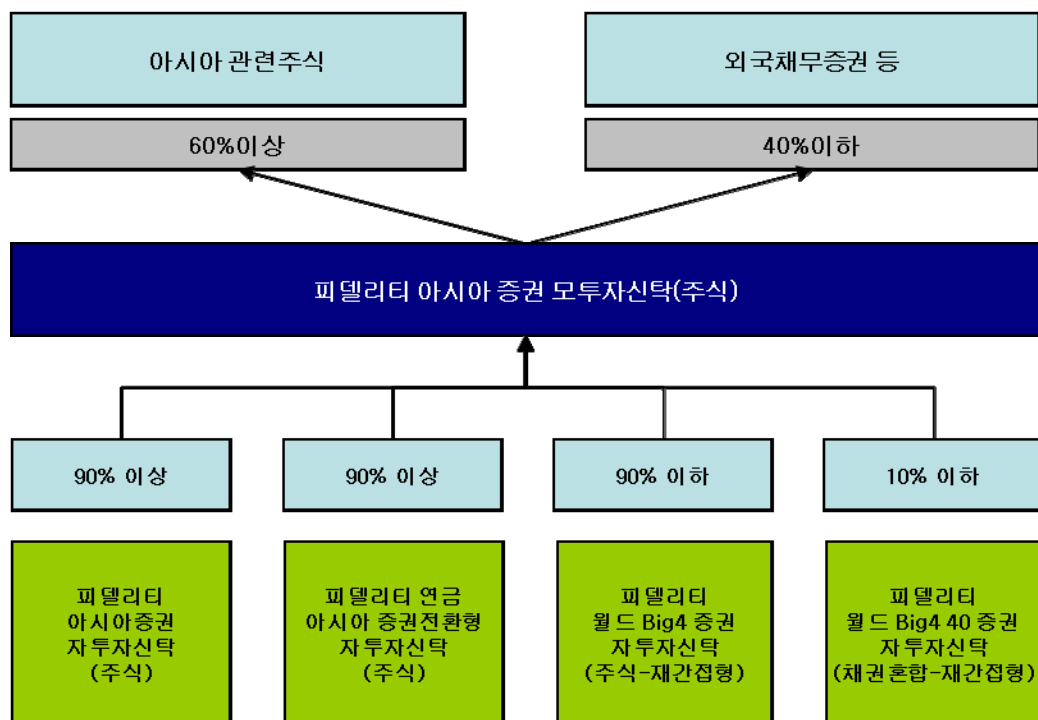 아시아 관련주식
외국채무증권 등
60%이상
40%이하
피델리티 아시아 증권 모투자신탁(주식)
90% 이상
90% 이상
90% 이하
10% 이하
피델리티
아시아증권
자투자신탁
(주식)
피델리티 연금
아시아 증권전환형
자투자신탁
(주식)
피델리티
월드 Big4 증권
자투자신탁
(주식-재간접형)
피델리티
월드 Big4 40 증권
자투자신탁
(채권혼합-재간접형)